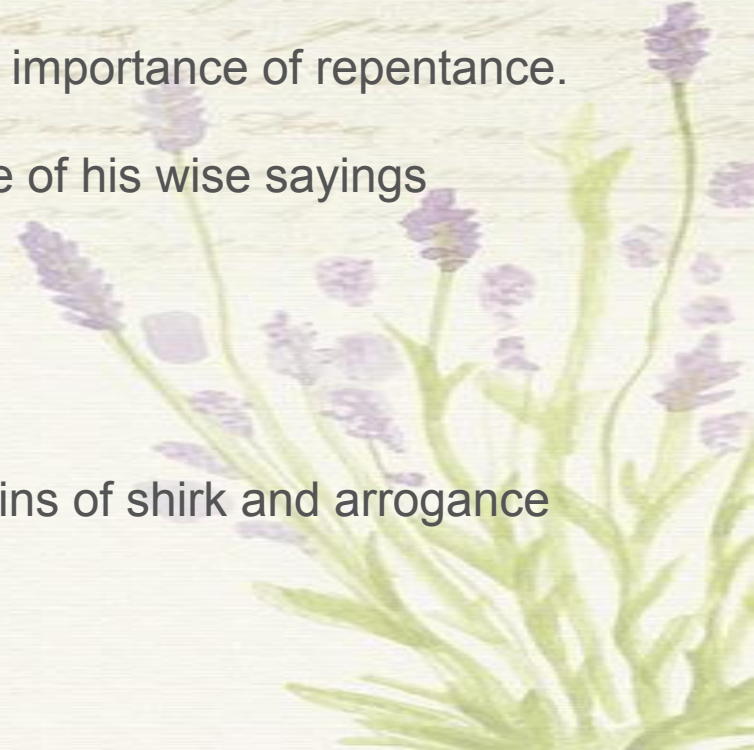 importance of repentance.
e of his wise sayings
ins of shirk and arrogance